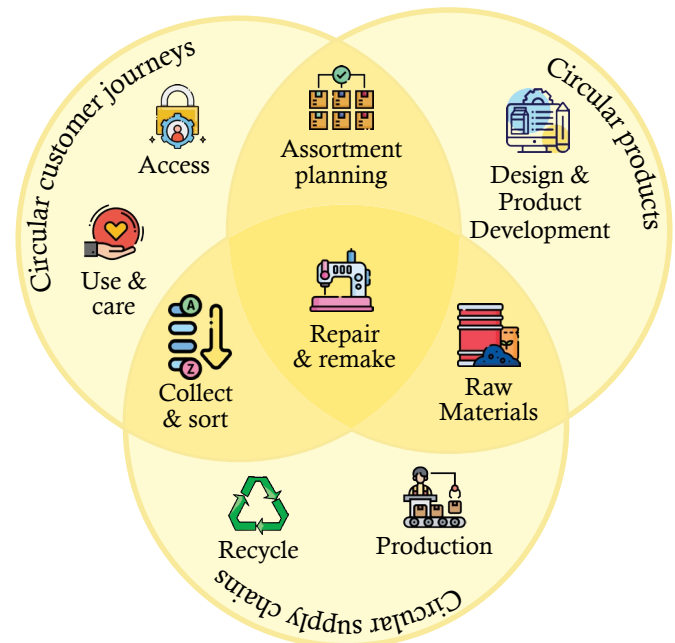 Circular customer journeys
Circular products
Access
Assortment
planning
Design &
Product
Development
Use &
care
A
Z
Collect
& sort
Repair
& remake
Raw
Materials
Recycle
Production
Circular supply chains